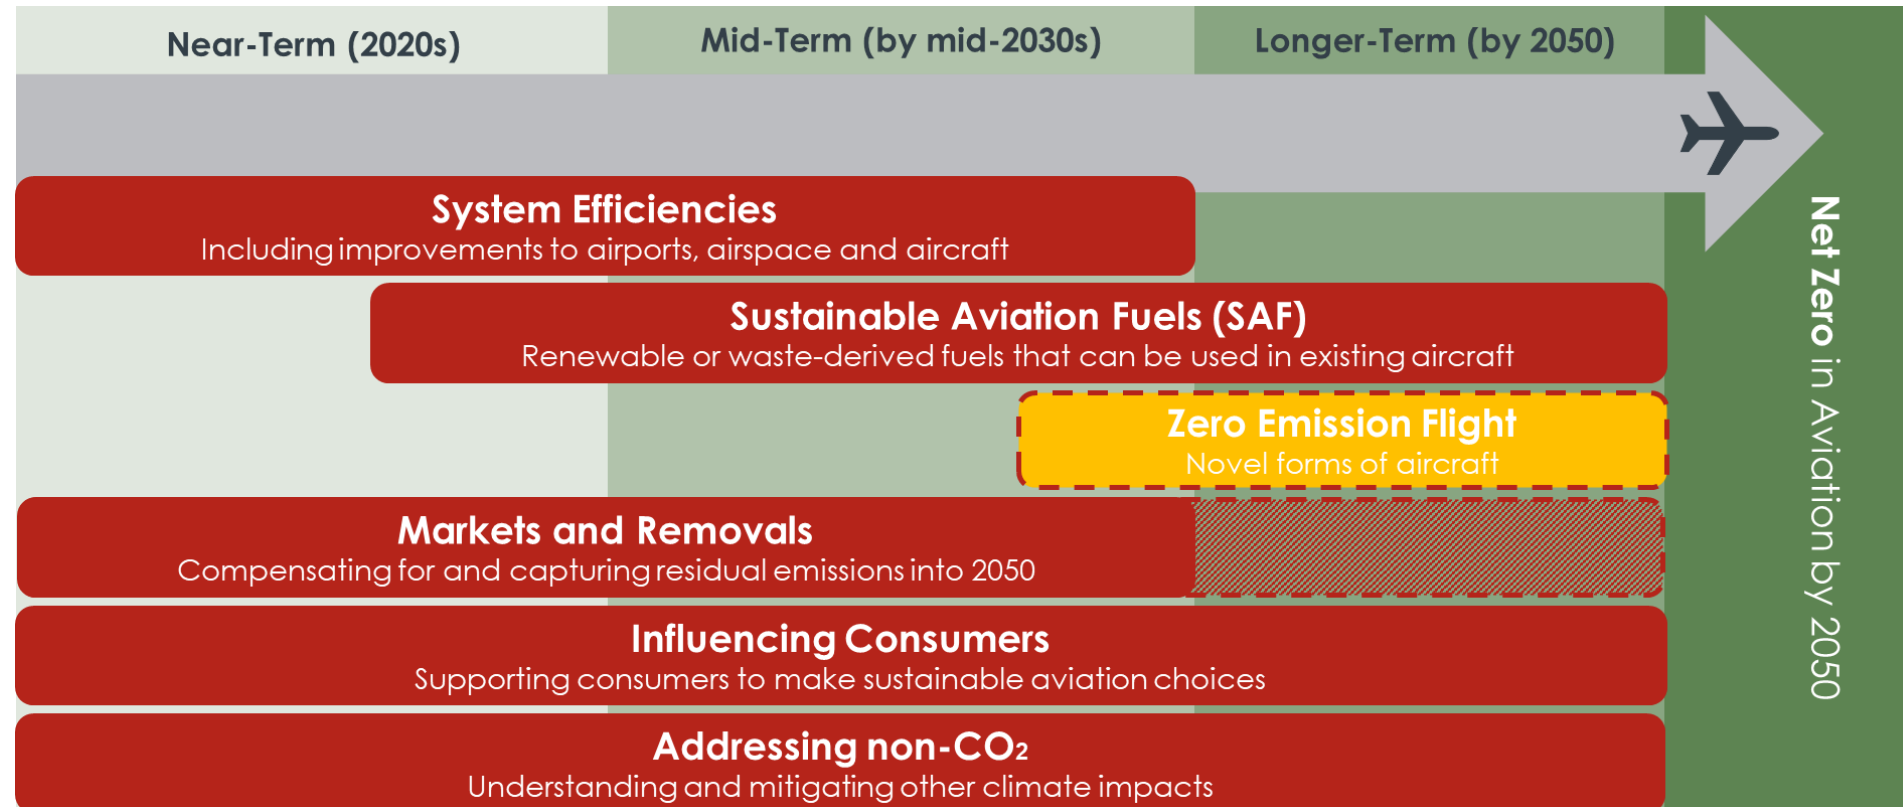 Near-Term (2020s)
Mid-Term (by mid-2030s)
Longer-Term (by 2050)
System Efficiencies
Including improvements to airports, airspace and aircraft
Sustainable Aviation Fuels (SAF)
Renewable or waste-derived fuels that can be used in existing aircraft
Zero Emission Flight
Novel forms of aircraft
Markets and Removals
Compensating for and capturing residual emissions into 2050
Influencing Consumers
Supporting consumers to make sustainable aviation choices
Addressing non-CO₂
Understanding and mitigating other climate impacts
Net Zero in Aviation by 2050